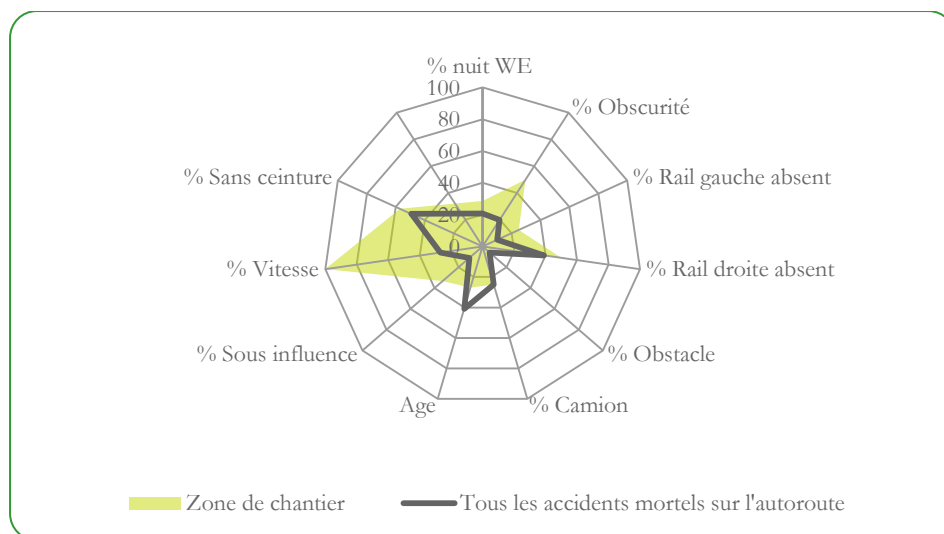 % nuit WE
100
% Obscurité
80
60
% Rail gauche absent
% Sans ceinture
40
20
0
% Vitesse
% Rail droite absent
% Sous influence
% Obstacle
Age
% Camion
Zone de chantier
Tous les accidents mortels sur l'autoroute